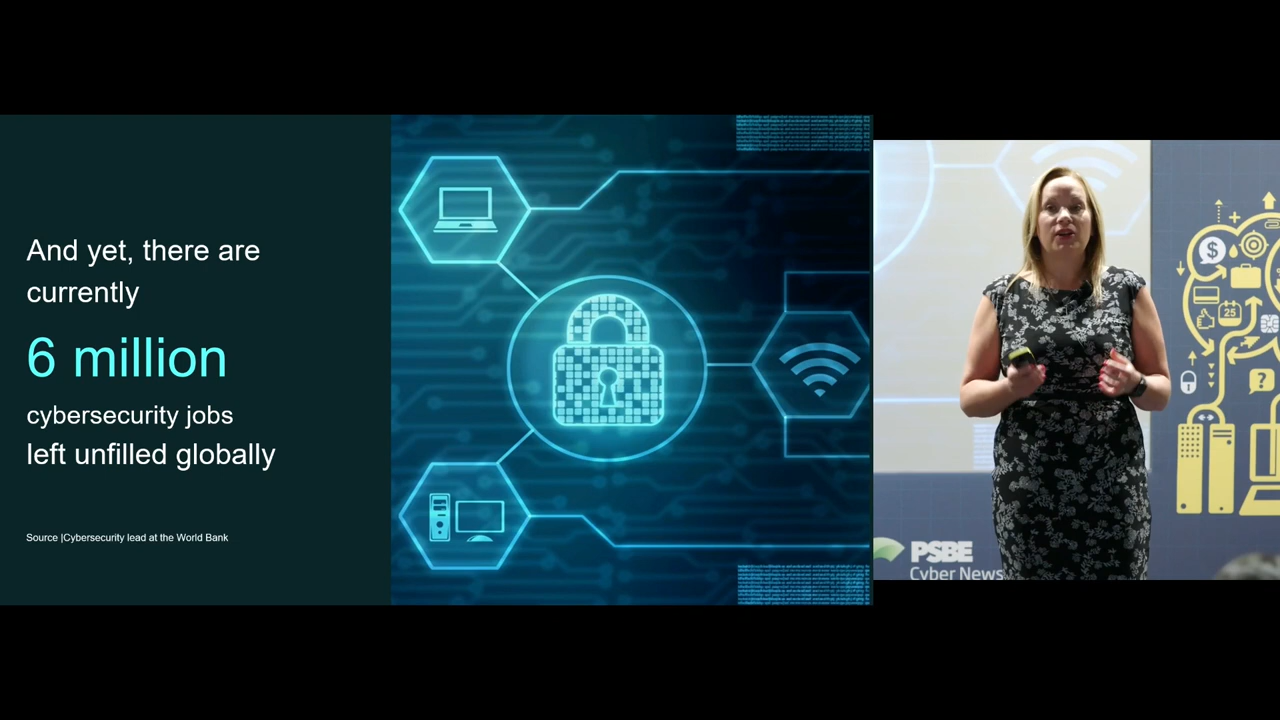 And yet, there are
currently
6 million
cybersecurity jobs
left unfilled globally
Source |Cybersecurity lead at the World Bank
$
25
?
PSBE
Cyber News